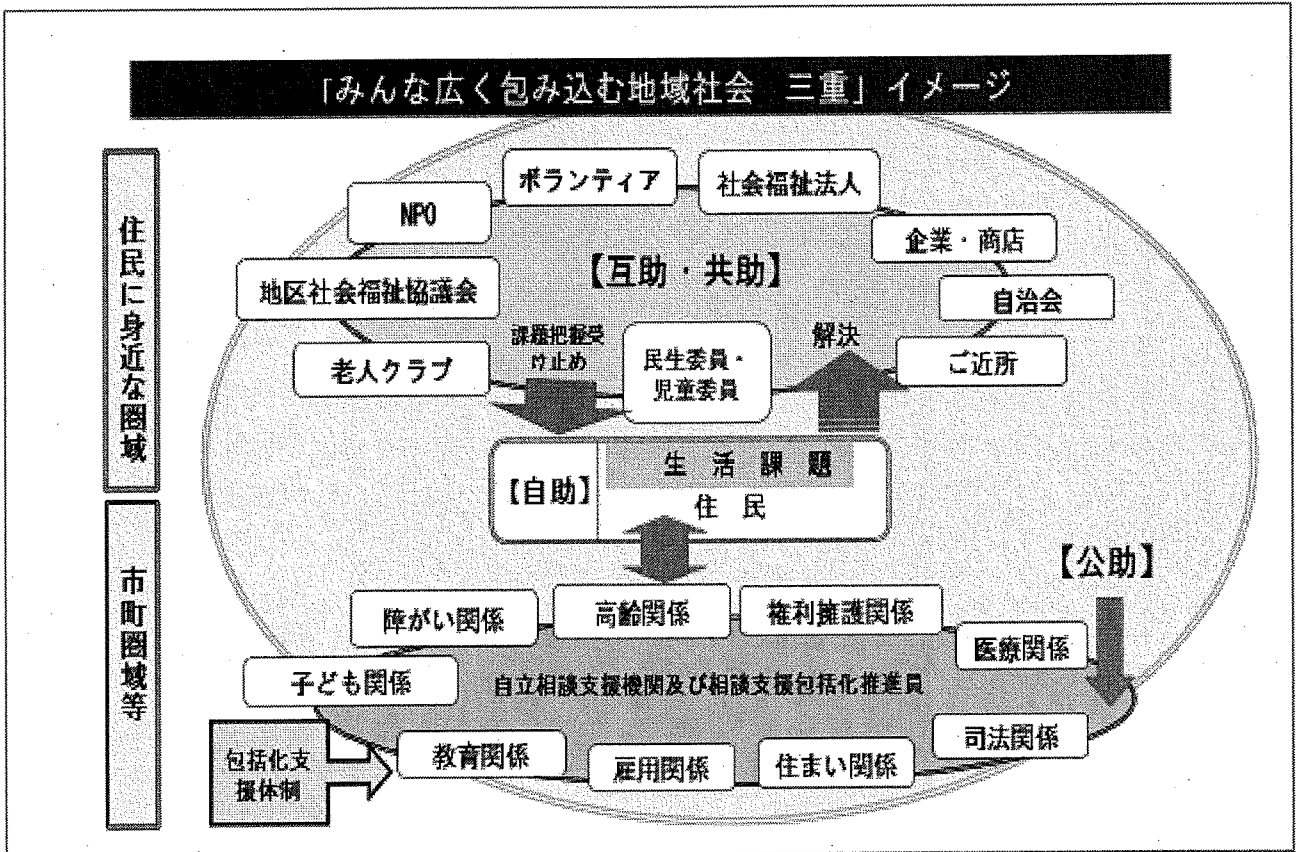 「みんな広く包み込む地域社会　三重」イメージ
住民に身近な圏域
ボランティア
社会福祉法人
NPO
企業・商店
【互助・共助】
地区社会福祉協議会
自治会
課題把握受
け止め
解決
民生委員・
児童委員
老人クラブ
ご近所
【自助】
生活課題
住民
市町圏域等
【公助】
障がい関係
高齢関係
権利擁護関係
医療関係
子ども関係
自立相談支援機関及び相談支援包括化推進員
司法関係
教育関係
雇用関係
住まい関係
包括化支
援体制